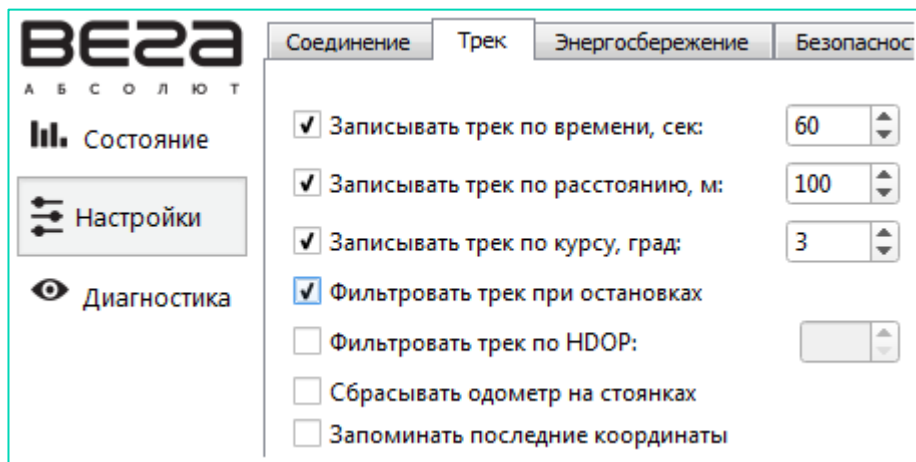 ВЕГА
АБСОЛЮТ
Состояние
Настройки
Диагностика
Соединение Трек Энергосбережение Безопаснос
Записывать трек по времени, сек: 60
Записывать трек по расстоянию, м: 100
Записывать трек по курсу, град: 3
Фильтровать трек при остановках
Фильтровать трек по HDOP:
Сбрасывать одометр на стоянках
Запоминать последние координаты